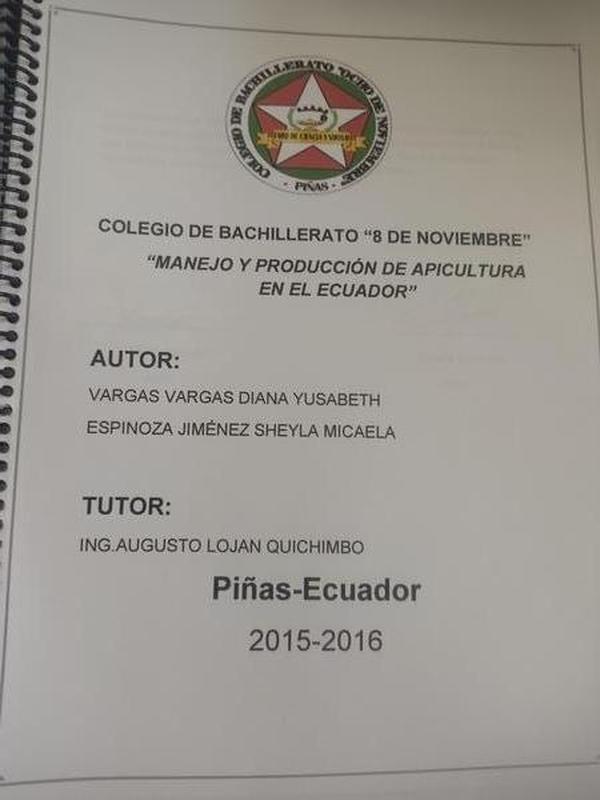 COLEGIO DE BACHILLERATO "OCHO DE NOVIEMBRE"
- PIÑAS -
COLEGIO DE BACHILLERATO “8 DE NOVIEMBRE”
“MANEJO Y PRODUCCIÓN DE APICULTURA
EN EL ECUADOR”
AUTOR:
VARGAS VARGAS DIANA YUSABETH
ESPINOZA JIMÉNEZ SHEYLA MICAELA
TUTOR:
ING.AUGUSTO LOJAN QUICHIMBO
Piñas-Ecuador
2015-2016